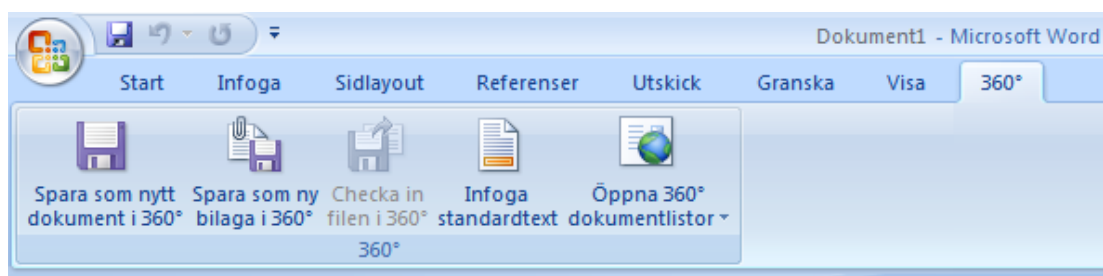 Dokument1 - Microsoft Word
Start Infoga Sidlayout Referenser Utskick Granska Visa 360°
Spara som nytt Spara som ny Checka in Infoga Öppna 360°
dokument i 360° bilaga i 360° filen i 360° standardtext dokumentlistor
360°